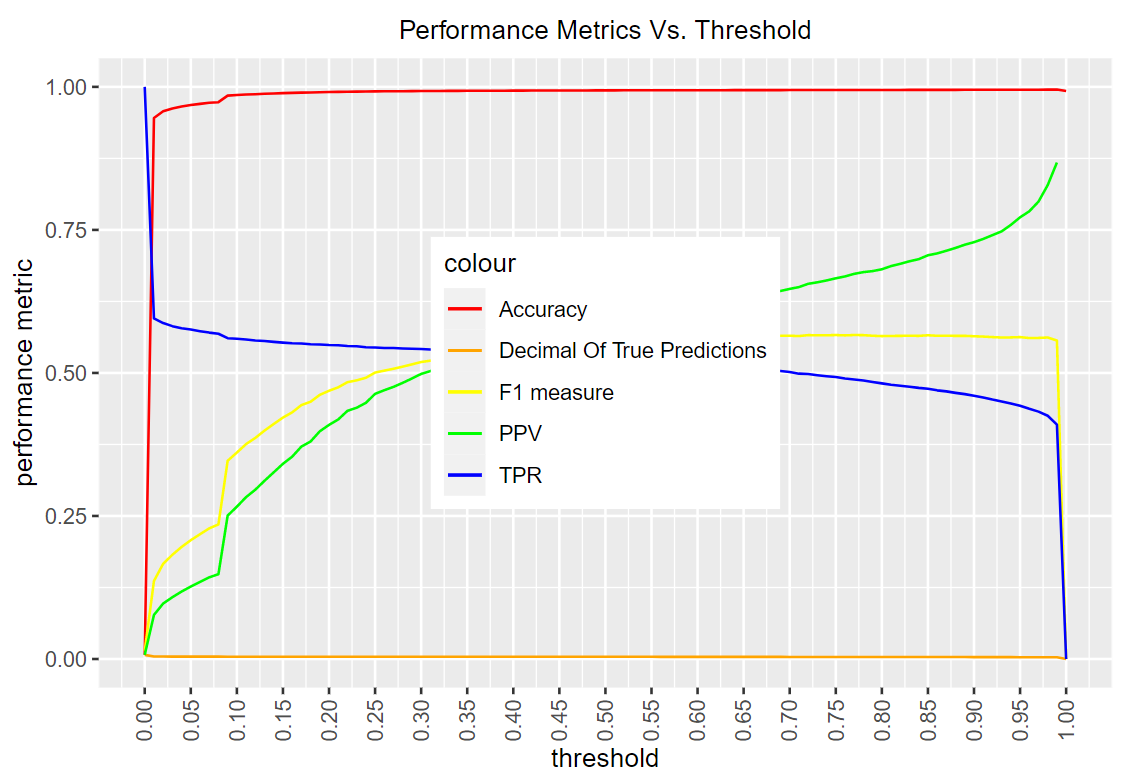 Performance Metrics Vs. Threshold
performance metric
1.00
0.75
0.50
0.25
0.00
colour
Accuracy
Decimal Of True Predictions
F1 measure
PPV
TPR
0.00 0.05 0.10 0.15 0.20 0.25 0.30 0.35 0.40 0.45 0.50 0.55 0.60 0.65 0.70 0.75 0.80 0.85 0.90 0.95 1.00
threshold